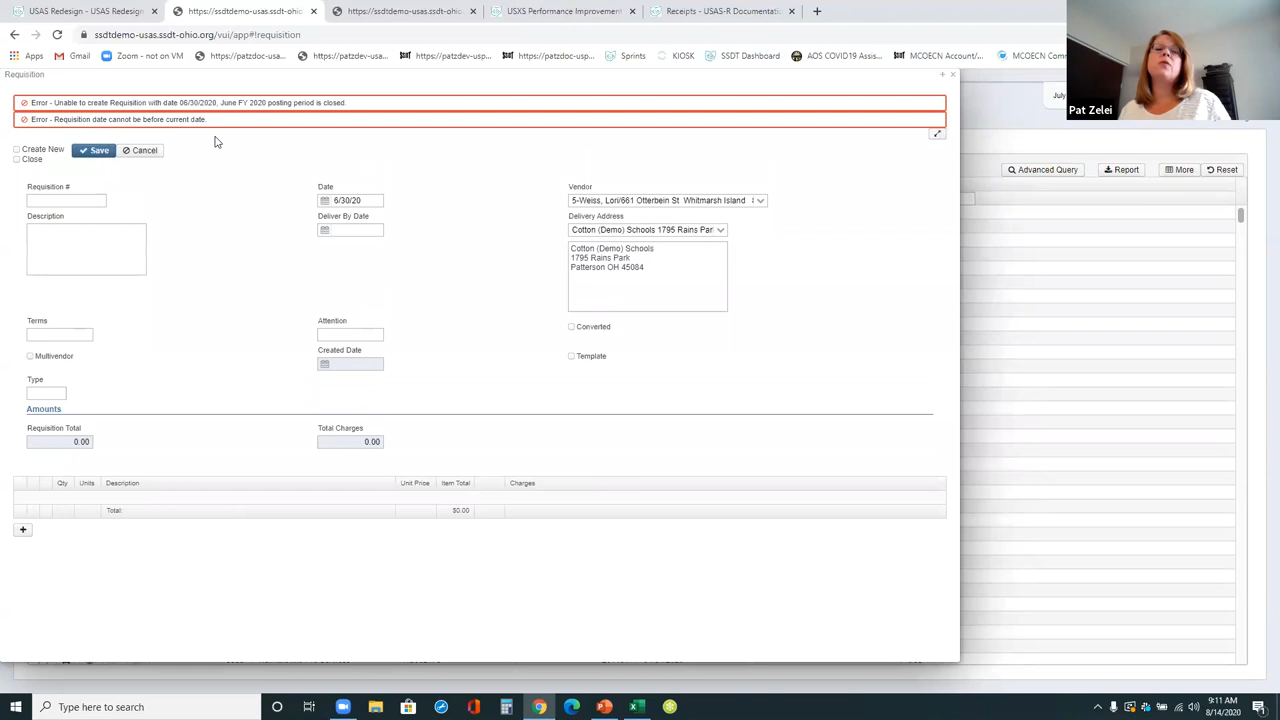 USAS Redesign - USAS-R Docum
https://ssdtdemo-usas.ssdt-ohio
https://ssdtdemo-usas.ssdt-ohio
USXS Performance Improvement
Receipts - USAS-R Documentatio
ssdtdemo-usas.ssdt-ohio.org/vui/app#!requisition
Apps
Gmail
Zoom - not on VM
https://patzdoc-usas...
https://patzdev-usas...
https://patzdev-usp...
Sprints
KIOSK
SSDT Dashboard
AOS COVID19 Assis...
MCOECN Account/...
MCOECN Com
Pat Zelei
Requisition
July
Error - Unable to create Requisition with date 06/30/2020, June FY 2020 posting period is closed.
Error - Requisition date cannot be before current date.
Create New
Close
Save
Cancel
Advanced Query
Report
More
Reset
Requisition #
Date
Vendor
6/30/20
5-Weiss, Lori/661 Otterbein St Whitmarsh Island
Description
Deliver By Date
Delivery Address
Cotton (Demo) Schools 1795 Rains Par
Cotton (Demo) Schools
1795 Rains Park
Patterson OH 45084
Terms
Attention
Converted
Multivendor
Created Date
Template
Type
Amounts
Requisition Total
Total Charges
0.00
0.00
Qty
Units
Description
Unit Price
Item Total
Charges
Total:
$0.00
Type here to search
9:11 AM
8/14/2020